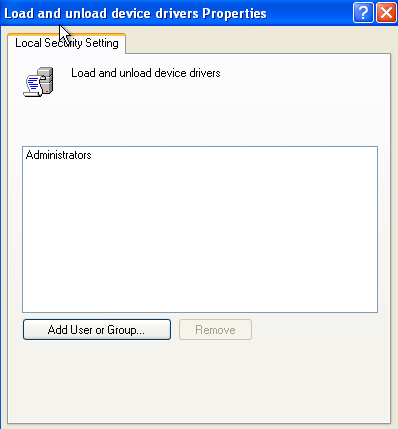 Load and unload device drivers Properties
Local Security Setting
Load and unload device drivers
Administrators
Add User or Group...
Remove